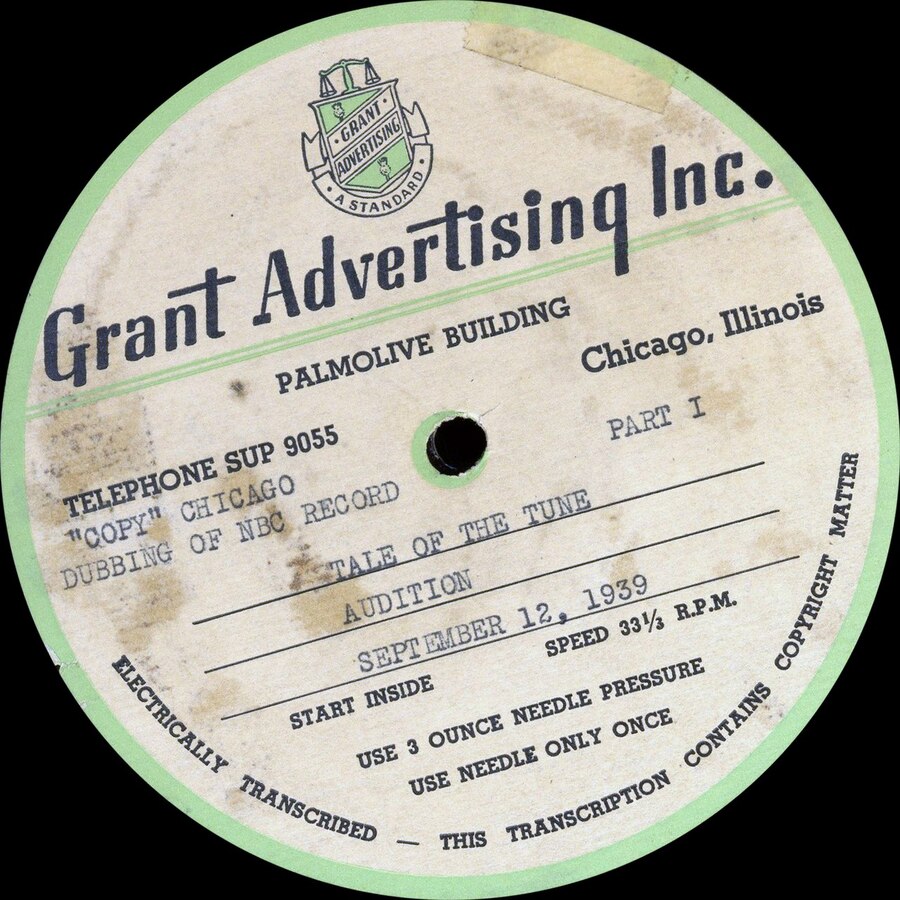 GRANT
ADVERTISING
A STANDARD
Grant Advertising Inc.
PALMOLIVE BUILDING
Chicago, Illinois
TELEPHONE SUP 9055
PART I
"COPY" CHICAGO
DUBBING OF NBC RECORD
TALE OF THE TUNE
AUDITION
SEPTEMBER 12, 1939
START INSIDE
SPEED 33⅓ R.P.M.
USE 3 OUNCE NEEDLE PRESSURE
USE NEEDLE ONLY ONCE
ELECTRICALLY TRANSCRIBED — THIS TRANSCRIPTION CONTAINS COPYRIGHT MATTER